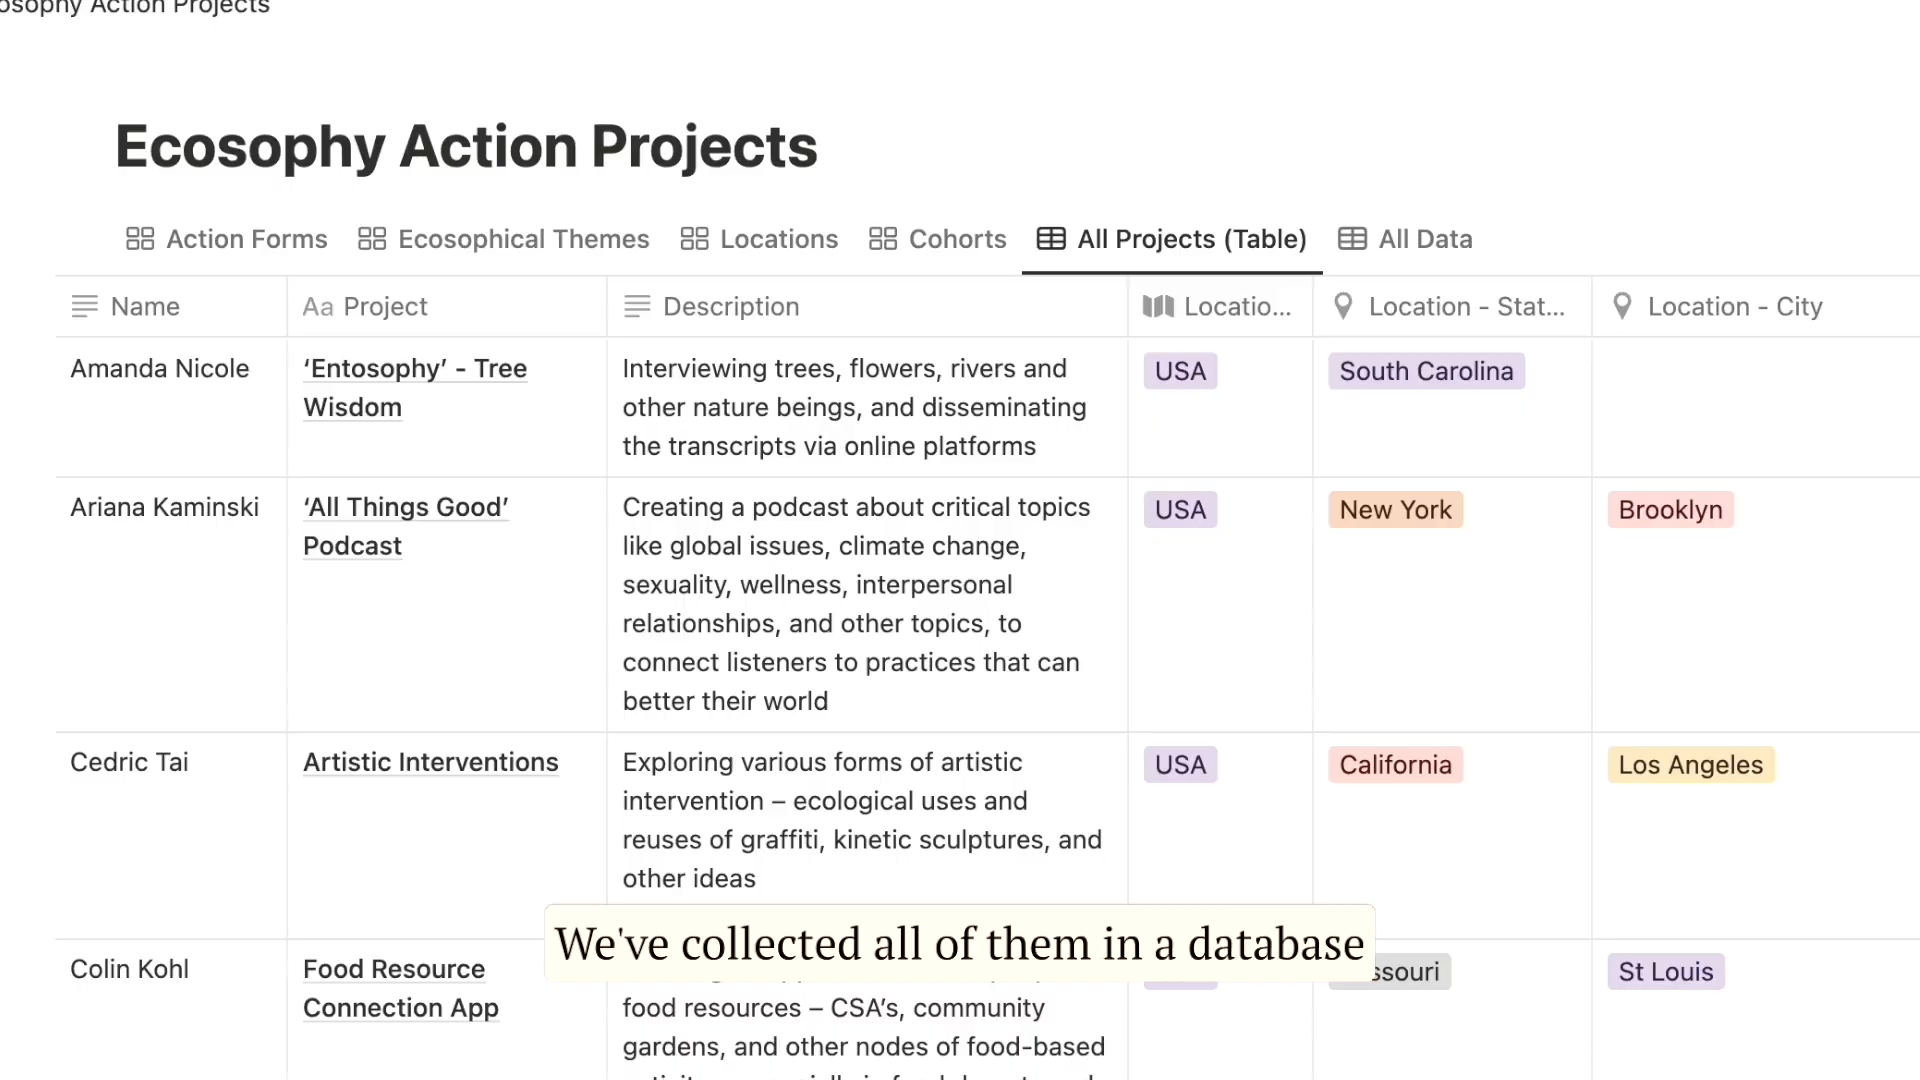 Action Projects
Ecosophy Action Projects
Action Forms
Ecosophical Themes
Locations
Cohorts
All Projects (Table)
All Data
Name
Aa Project
Description
Locatio...
Location - Stat...
Location - City
Amanda Nicole
‘Entosophy’ - Tree
Wisdom
Interviewing trees, flowers, rivers and
other nature beings, and disseminating
the transcripts via online platforms
USA
South Carolina
Ariana Kaminski
‘All Things Good’
Podcast
Creating a podcast about critical topics
like global issues, climate change,
sexuality, wellness, interpersonal
relationships, and other topics, to
connect listeners to practices that can
better their world
USA
New York
Brooklyn
Cedric Tai
Artistic Interventions
Exploring various forms of artistic
intervention – ecological uses and
reuses of graffiti, kinetic sculptures, and
other ideas
USA
California
Los Angeles
We've collected all of them in a database
Colin Kohl
Food Resource
Connection App
food resources – CSA’s, community
gardens, and other nodes of food-based
St Louis